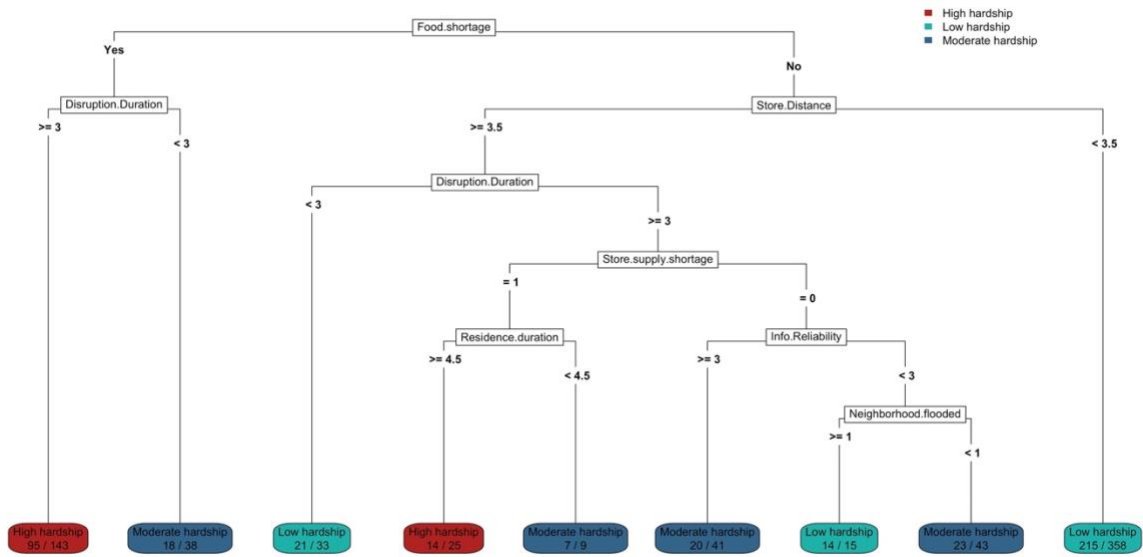 Food.shortage
High hardship
Low hardship
Moderate hardship
Yes
No
Disruption.Duration
Store.Distance
>= 3
< 3
>= 3.5
< 3.5
Disruption.Duration
< 3
>= 3
Store.supply.shortage
= 1
= 0
Residence.duration
Info.Reliability
>= 4.5
< 4.5
>= 3
< 3
Neighborhood.flooded
>= 1
< 1
High hardship
95 / 143
Moderate hardship
18 / 38
Low hardship
21 / 33
High hardship
14 / 25
Moderate hardship
7 / 9
Moderate hardship
20 / 41
Low hardship
14 / 15
Moderate hardship
23 / 43
Low hardship
215 / 358